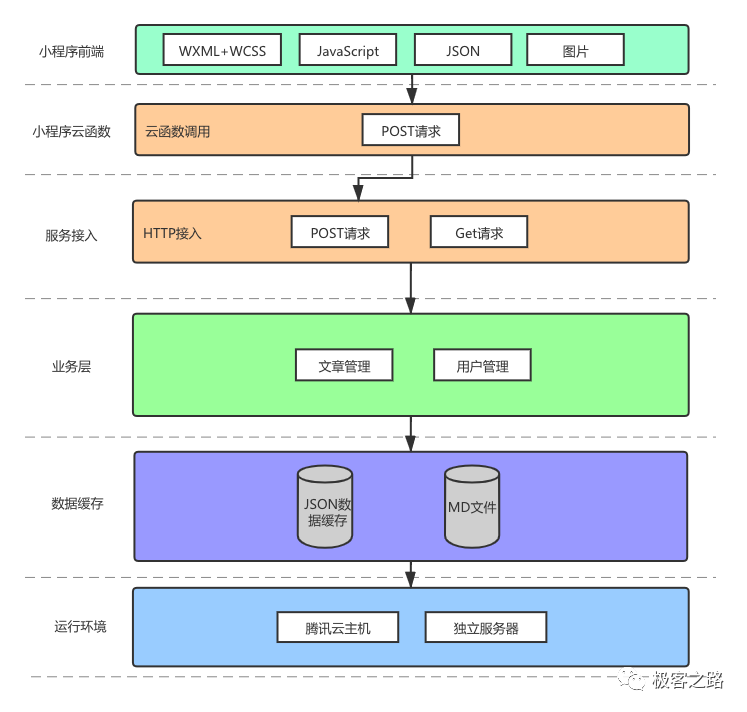 小程序前端
WXML+WCSS
JavaScript
JSON
图片
小程序云函数
云函数调用
POST请求
服务接入
HTTP接入
POST请求
Get请求
业务层
文章管理
用户管理
数据缓存
JSON数
据缓存
MD文件
运行环境
腾讯云主机
独立服务器
极客之路